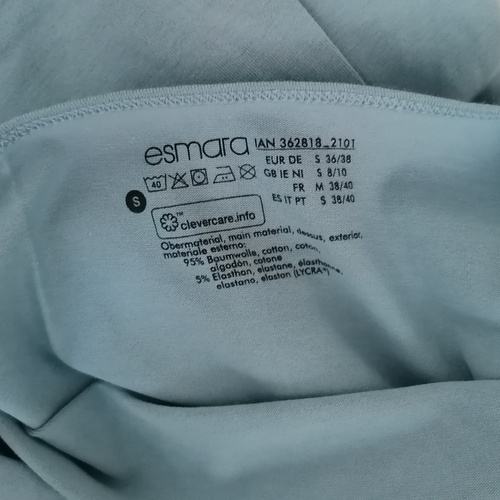 esmara IAN 362818_2101
EUR DE S 36/38
GB IE NI S 8/10
FR M 38/40
ES IT PT S 38/40
40
S
clevercare.info
Obermaterial, main material, dessus, exterior,
materiale esterno:
95% Baumwolle, cotton, coton,
algodón, cotone
5% Elasthan, elastane, élasthanne,
elastano, elastan (LYCRA®)